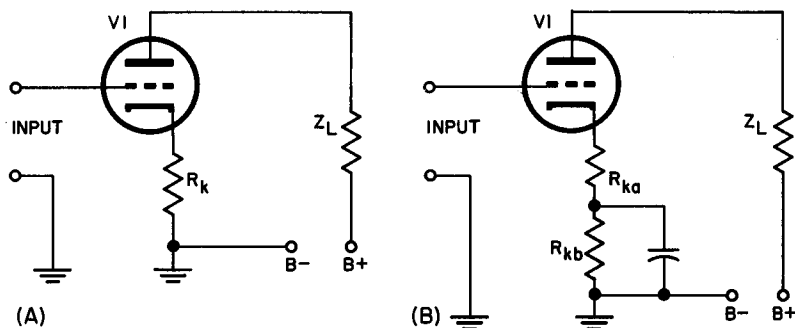 V1
INPUT
Z_L
R_k
B-
B+
(A)
V1
INPUT
Z_L
R_ka
R_kb
B-
B+
(B)